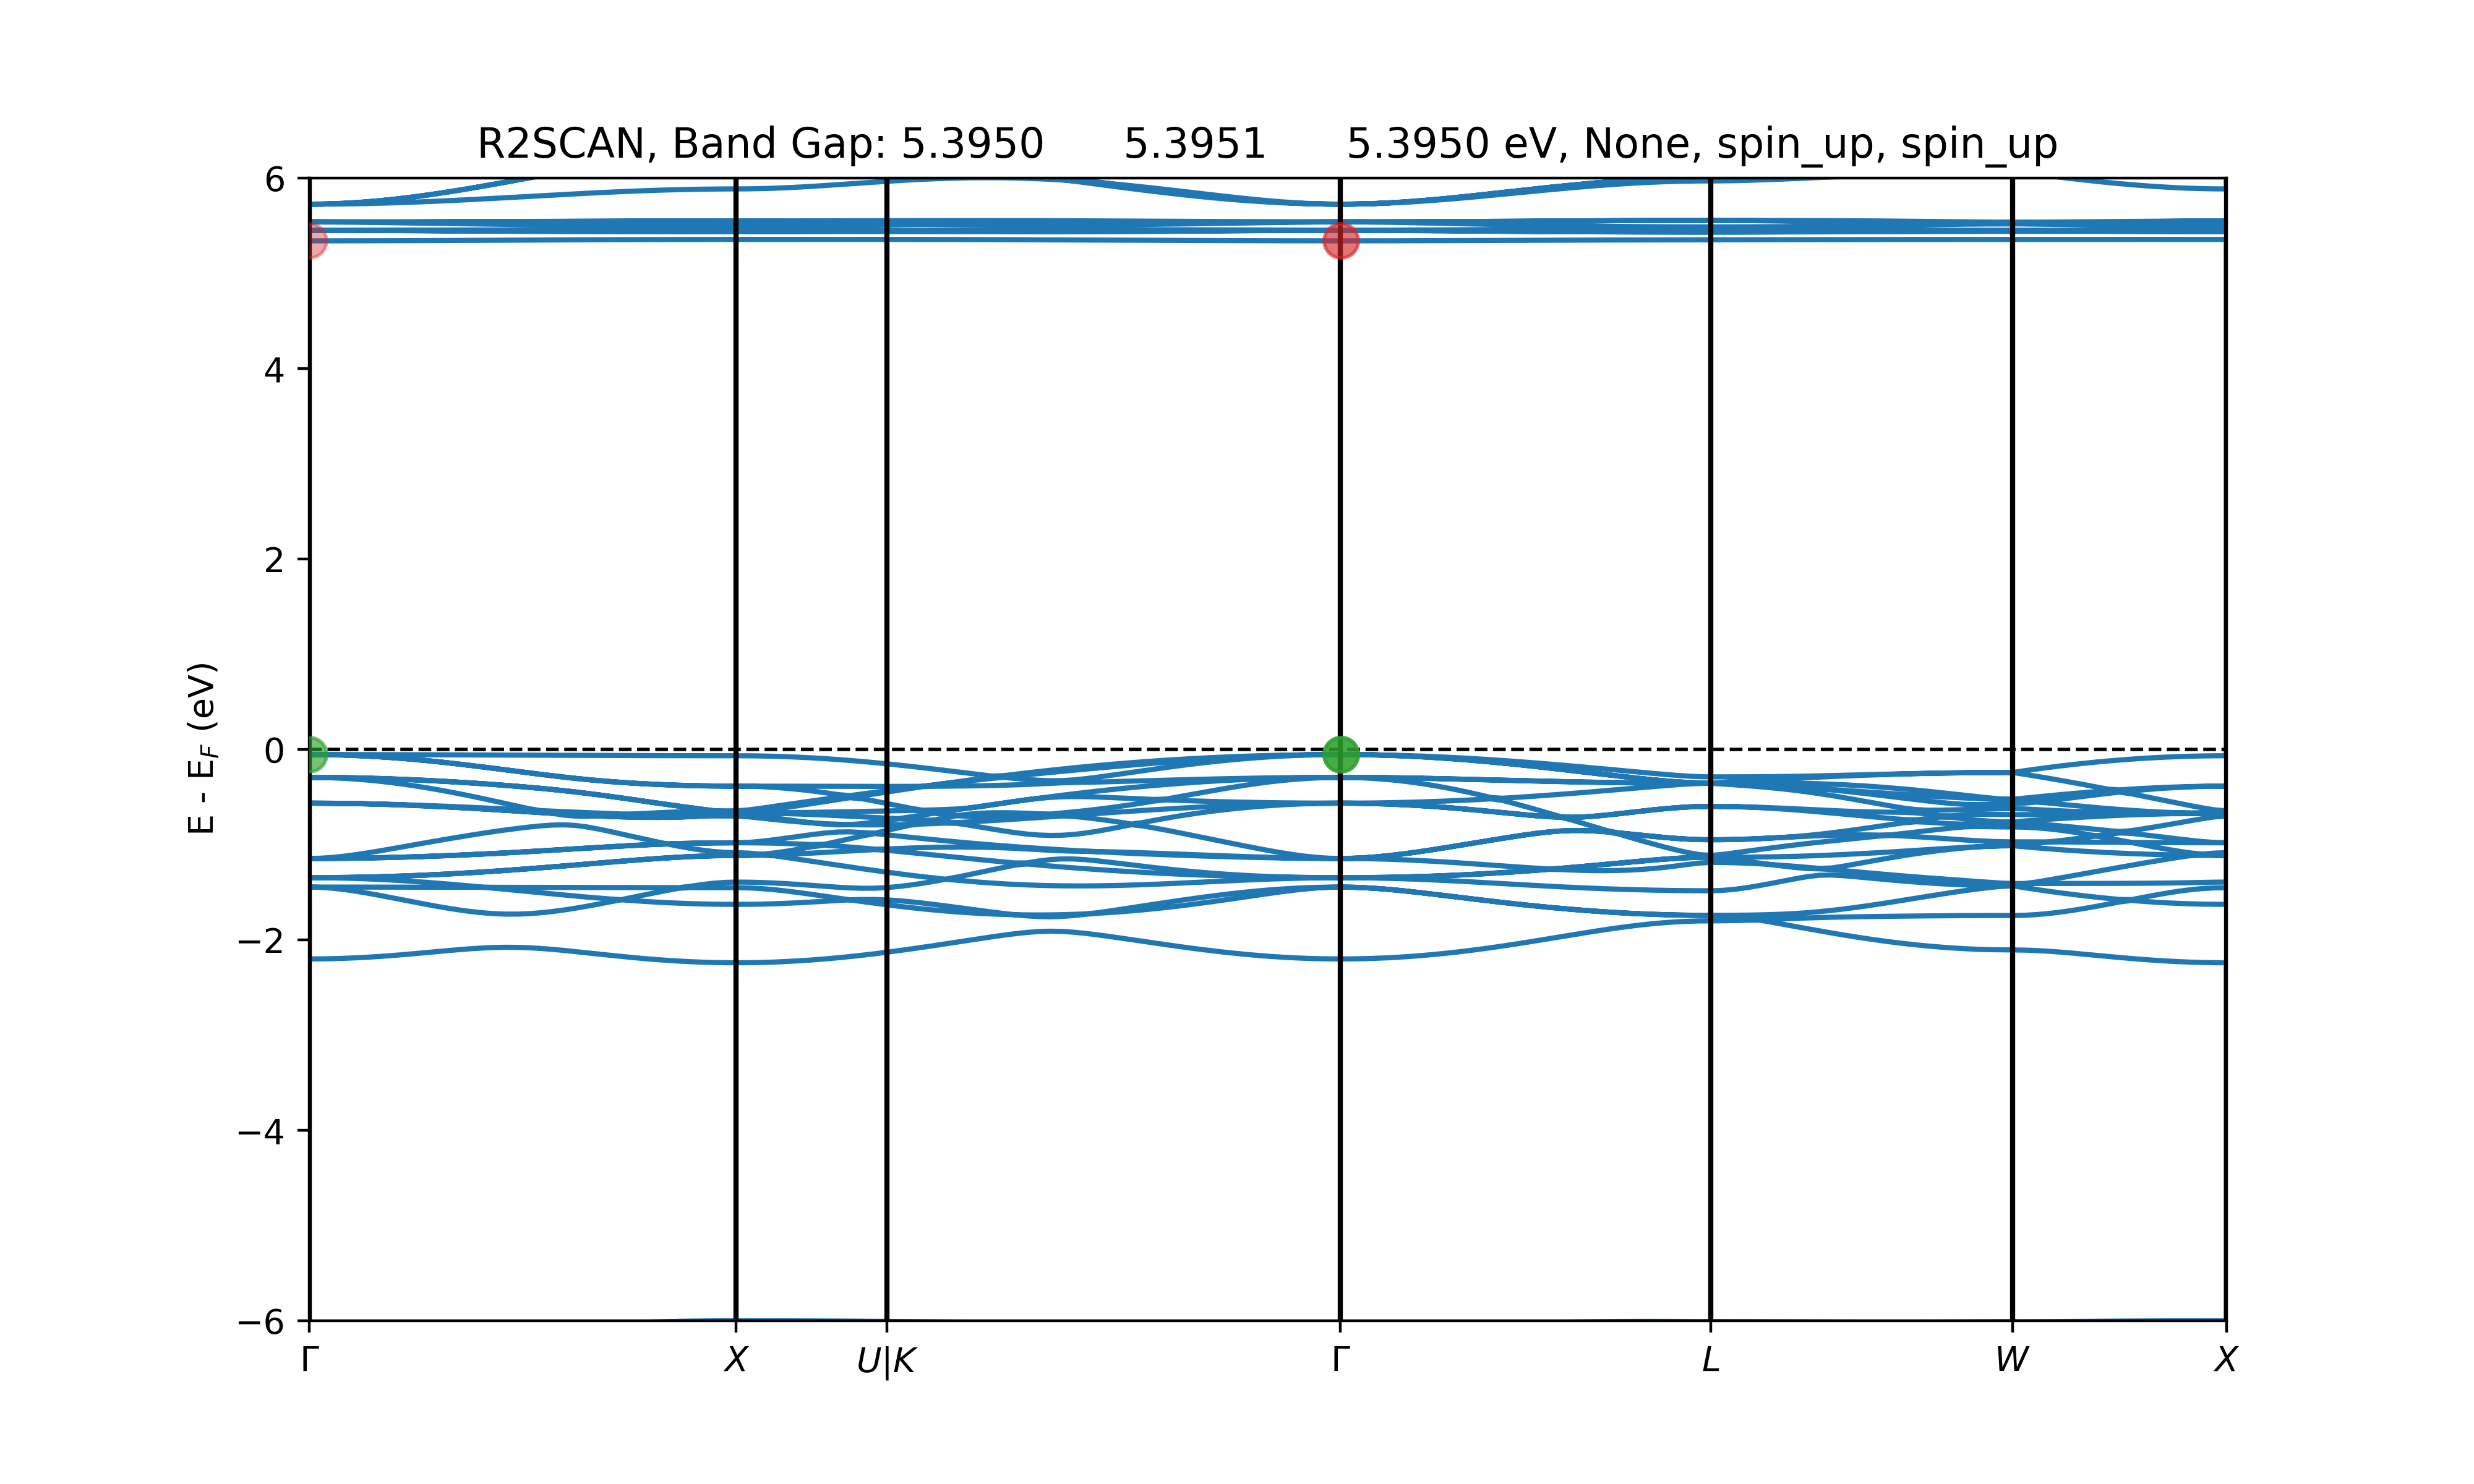 R2SCAN, Band Gap: 5.3950 5.3951 5.3950 eV, None, spin_up, spin_up
6
4
2
0
−2
−4
−6
E - E_F (eV)
Γ X U|K Γ L W X